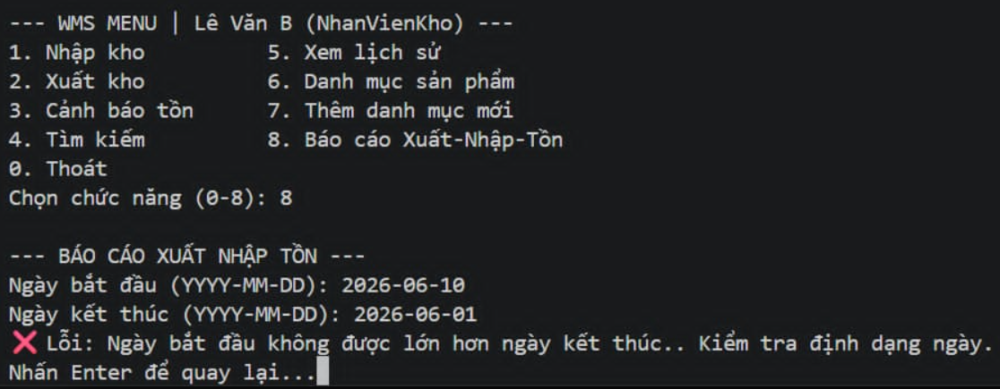 --- WMS MENU | Lê Văn B (NhanVienKho) ---
1. Nhập kho 5. Xem lịch sử
2. Xuất kho 6. Danh mục sản phẩm
3. Cảnh báo tồn 7. Thêm danh mục mới
4. Tìm kiếm 8. Báo cáo Xuất-Nhập-Tồn
0. Thoát
Chọn chức năng (0-8): 8
--- BÁO CÁO XUẤT NHẬP TỒN ---
Ngày bắt đầu (YYYY-MM-DD): 2026-06-10
Ngày kết thúc (YYYY-MM-DD): 2026-06-01
❌ Lỗi: Ngày bắt đầu không được lớn hơn ngày kết thúc.. Kiểm tra định dạng ngày.
Nhấn Enter để quay lại...